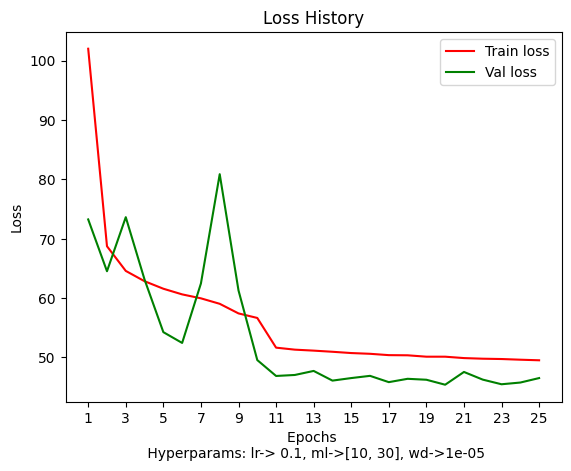 Loss History
Train loss
Val loss
Loss
100
90
80
70
60
50
1 3 5 7 9 11 13 15 17 19 21 23 25
Epochs
Hyperparams: lr-> 0.1, ml->[10, 30], wd->1e-05